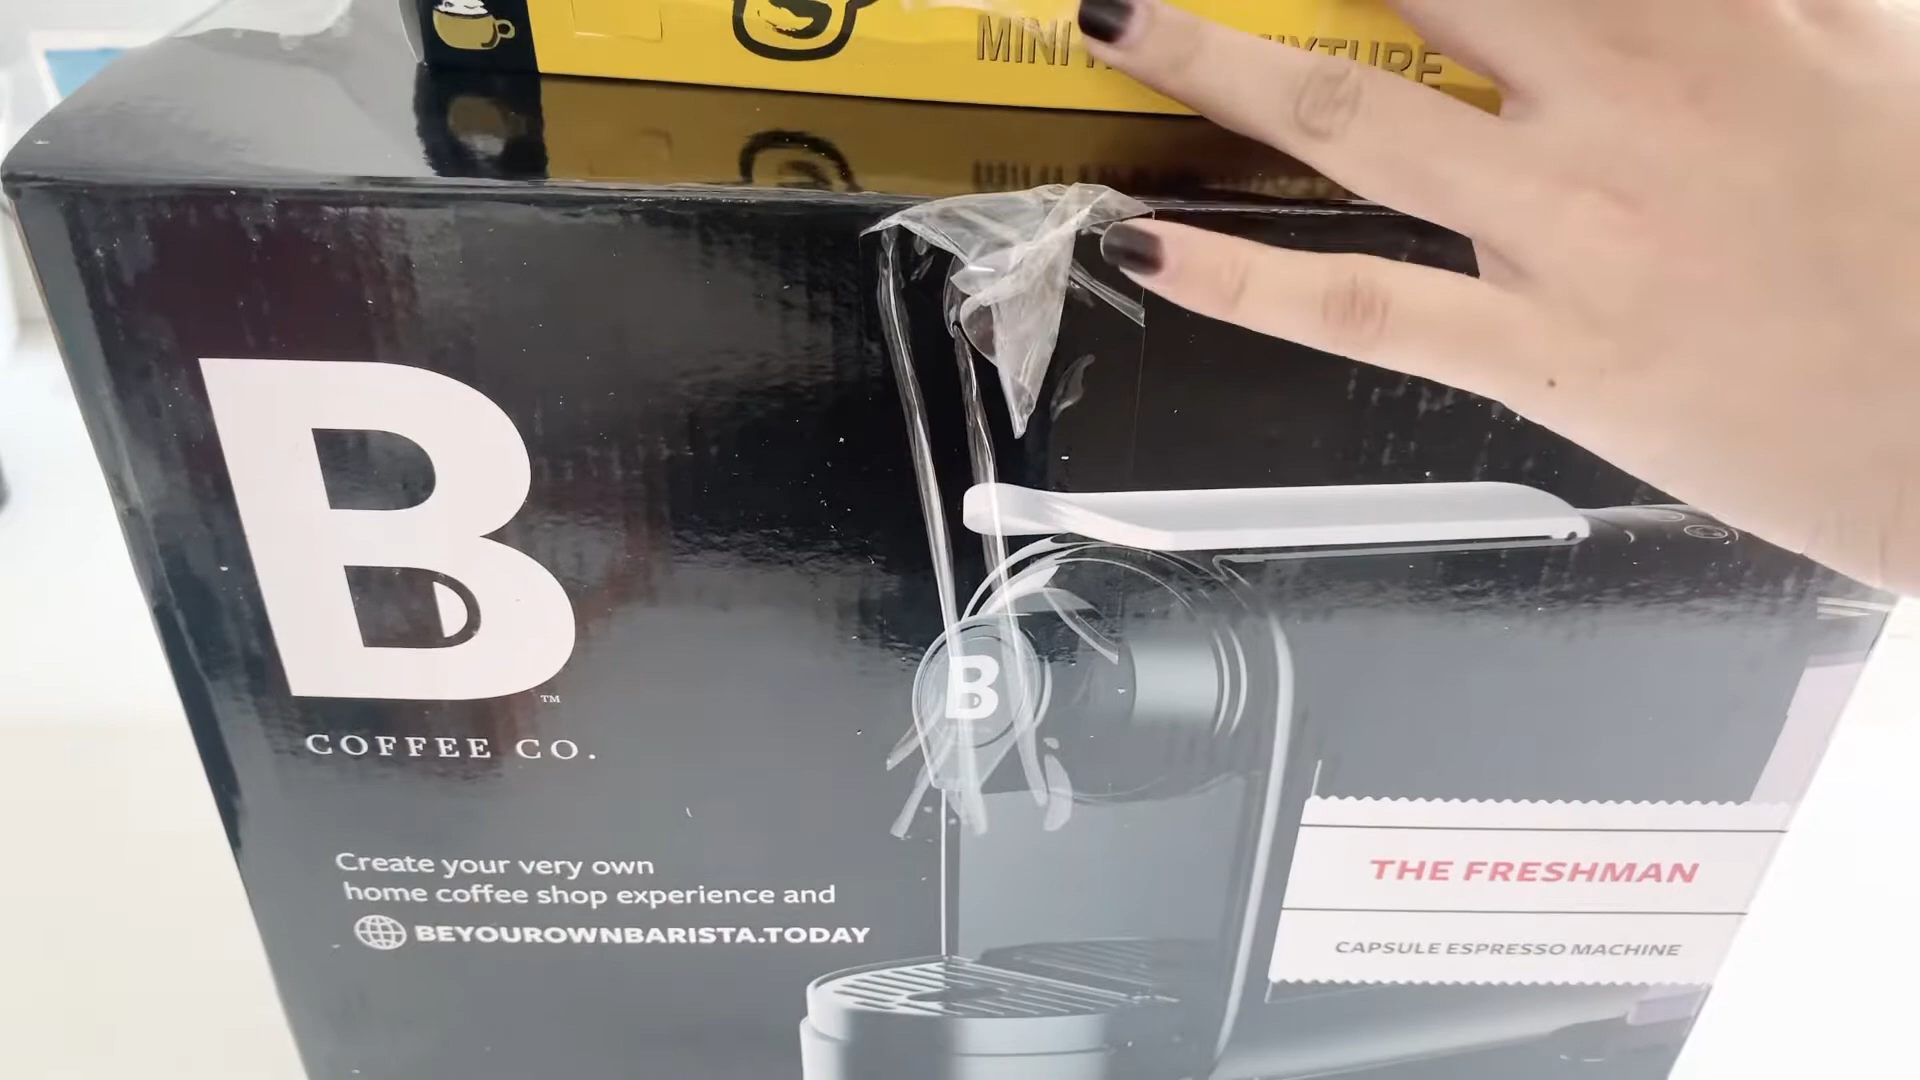 MINI
B
TM
COFFEE CO.
B
Create your very own
home coffee shop experience and
BEYOUROWNBARISTA.TODAY
THE FRESHMAN
CAPSULE ESPRESSO MACHINE